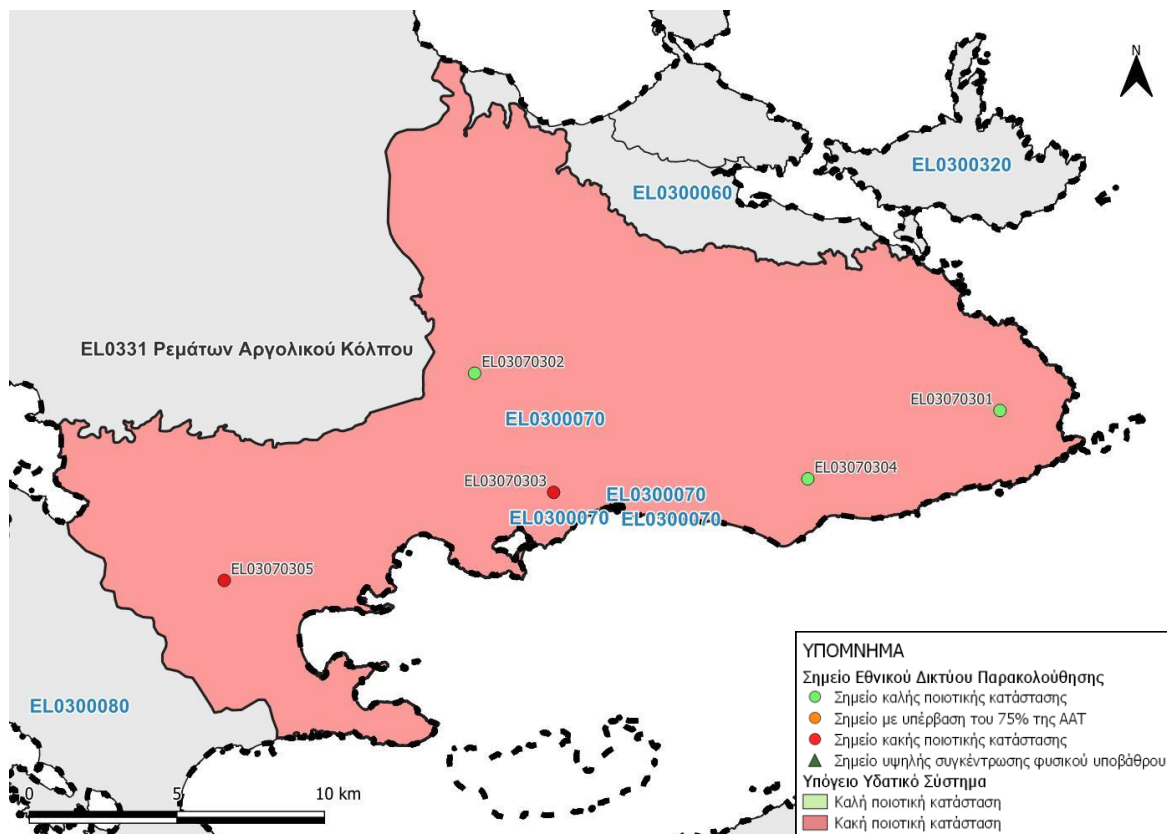 N
EL0300320
EL0300060
EL0331 Ρεμάτων Αργολικού Κόλπου
EL03070302
EL03070301
EL0300070
EL03070304
EL03070303
EL0300070
EL0300070
EL0300070
EL03070305
EL0300080
0
5
10 km
ΥΠΟΜΝΗΜΑ
Σημείο Εθνικού Δικτύου Παρακολούθησης
Σημείο καλής ποιοτικής κατάστασης
Σημείο με υπέρβαση του 75% της ΑΑΤ
Σημείο κακής ποιοτικής κατάστασης
Σημείο υψηλής συγκέντρωσης φυσικού υποβάθρου
Υπόγειο Υδατικό Σύστημα
Καλή ποιοτική κατάσταση
Κακή ποιοτική κατάσταση